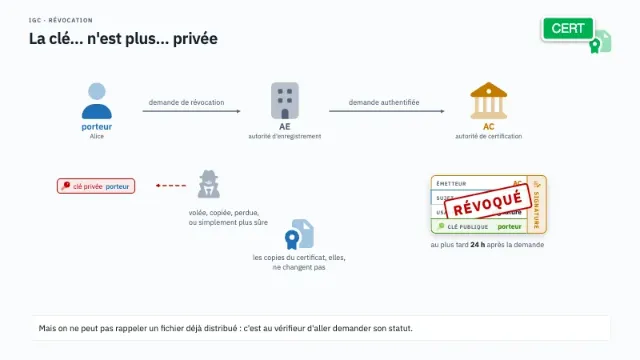 IGC · RÉVOCATION
La clé... n'est plus... privée
CERT
demande de révocation
demande authentifiée
porteur
Alice
AE
autorité d'enregistrement
AC
autorité de certification
clé privée porteur
volée, copiée, perdue,
ou simplement plus sûre
les copies du certificat, elles,
ne changent pas
ÉMETTEUR
RÉVOQUÉ
CLÉ PUBLIQUE porteur
SIGNATURE
au plus tard 24 h après la demande
Mais on ne peut pas rappeler un fichier déjà distribué : c'est au vérifieur d'aller demander son statut.